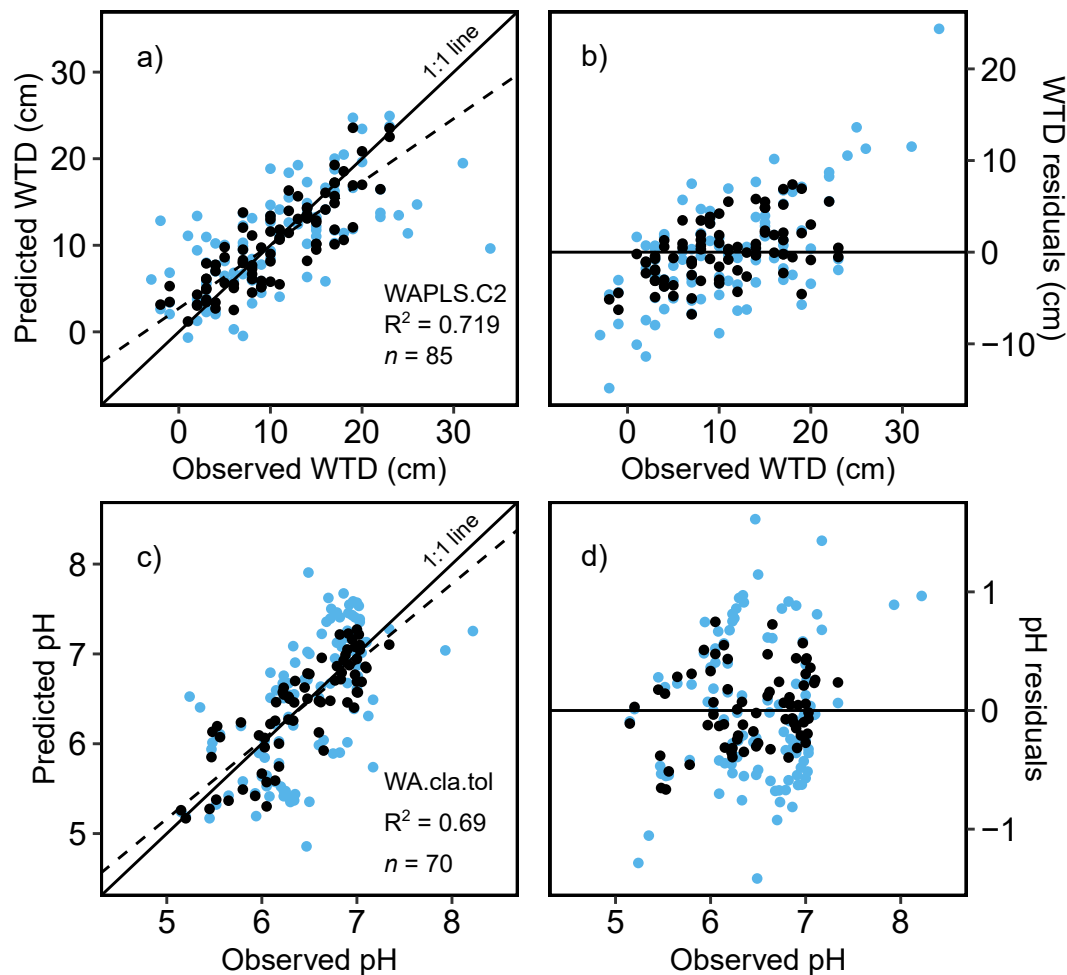 a)
1:1 line
30
20
10
0
Predicted WTD (cm)
WAPLS.C2
R² = 0.719
n = 85
0 10 20 30
Observed WTD (cm)
b)
20
10
0
−10
WTD residuals (cm)
0 10 20 30
Observed WTD (cm)
c)
1:1 line
8
7
6
5
Predicted pH
WA.cla.tol
R² = 0.69
n = 70
5 6 7 8
Observed pH
d)
1
0
−1
pH residuals
5 6 7 8
Observed pH